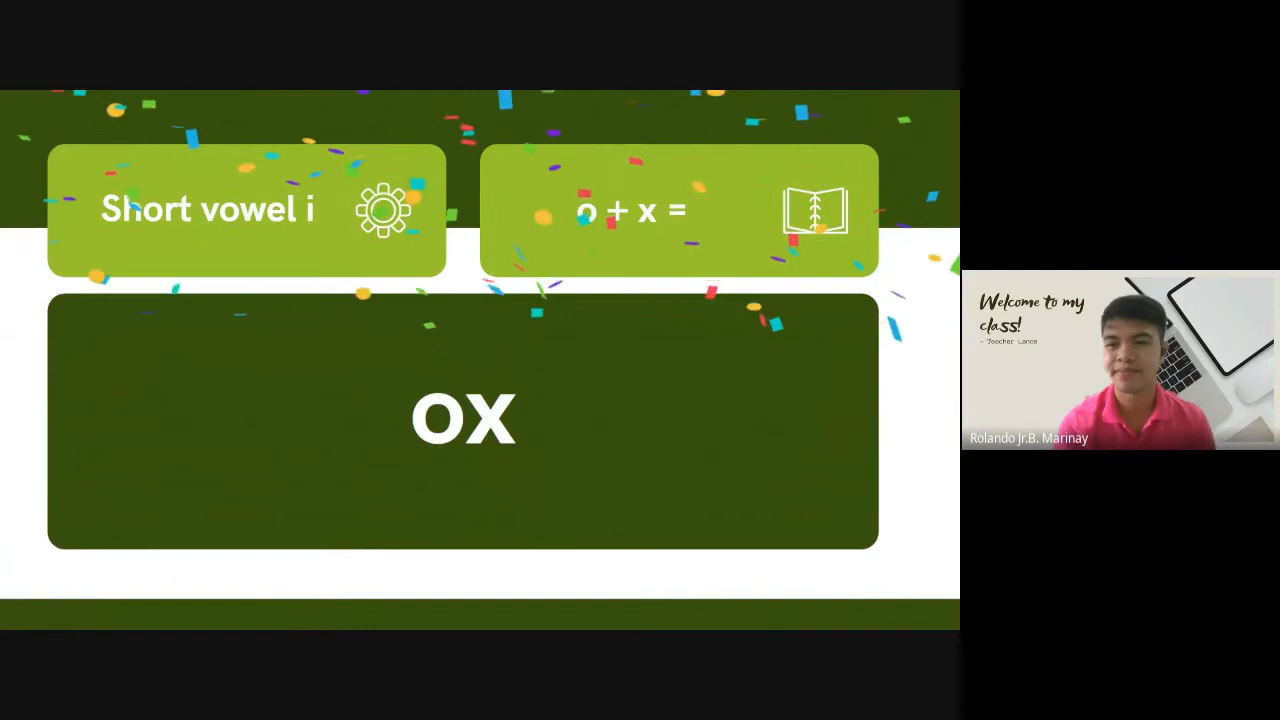 Short vowel i
o + x =
ox
Welcome to my
class!
- Teacher Lance
Rolando Jr.B. Marinay